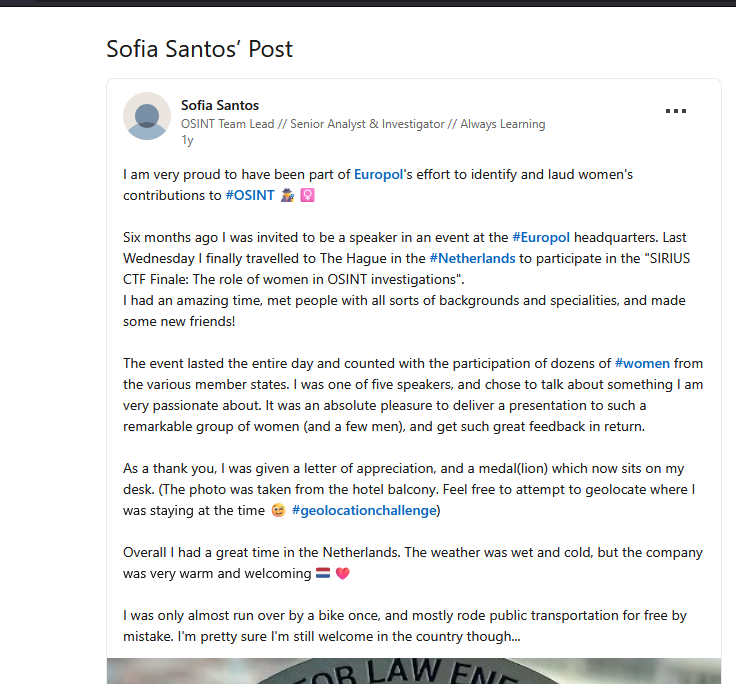 Sofia Santos’ Post
Sofia Santos
OSINT Team Lead // Senior Analyst & Investigator // Always Learning
1y
I am very proud to have been part of Europol's effort to identify and laud women's
contributions to #OSINT 🕵️‍♀️
Six months ago I was invited to be a speaker in an event at the #Europol headquarters. Last
Wednesday I finally travelled to The Hague in the #Netherlands to participate in the "SIRIUS
CTF Finale: The role of women in OSINT investigations".
I had an amazing time, met people with all sorts of backgrounds and specialities, and made
some new friends!
The event lasted the entire day and counted with the participation of dozens of #women from
the various member states. I was one of five speakers, and chose to talk about something I am
very passionate about. It was an absolute pleasure to deliver a presentation to such a
remarkable group of women (and a few men), and get such great feedback in return.
As a thank you, I was given a letter of appreciation, and a medal(lion) which now sits on my
desk. (The photo was taken from the hotel balcony. Feel free to attempt to geolocate where I
was staying at the time 😉 #geolocationchallenge)
Overall I had a great time in the Netherlands. The weather was wet and cold, but the company
was very warm and welcoming 🇳🇱 ❤️
I was only almost run over by a bike once, and mostly rode public transportation for free by
mistake. I'm pretty sure I'm still welcome in the country though...
FOR LAW ENF